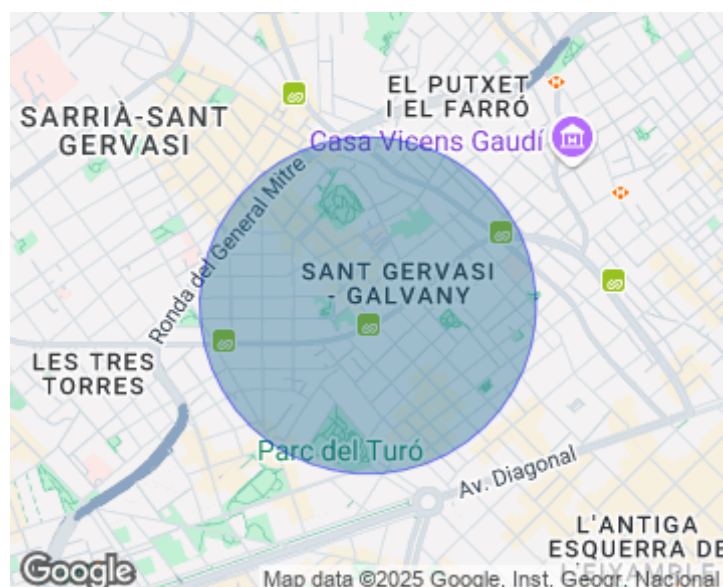 EL PUTXET
I EL FARRÓ
SARRIÀ-SANT
GERVASI
Casa Vicens Gaudí
Ronda del General Mitre
SANT GERVASI
- GALVANY
LES TRES
TORRES
Parc del Turó
Av. Diagonal
L'ANTIGA
ESQUERRA DE
L'EIXAMPLE
Google
Map data ©2025 Google, Inst. Geogr. Nacional